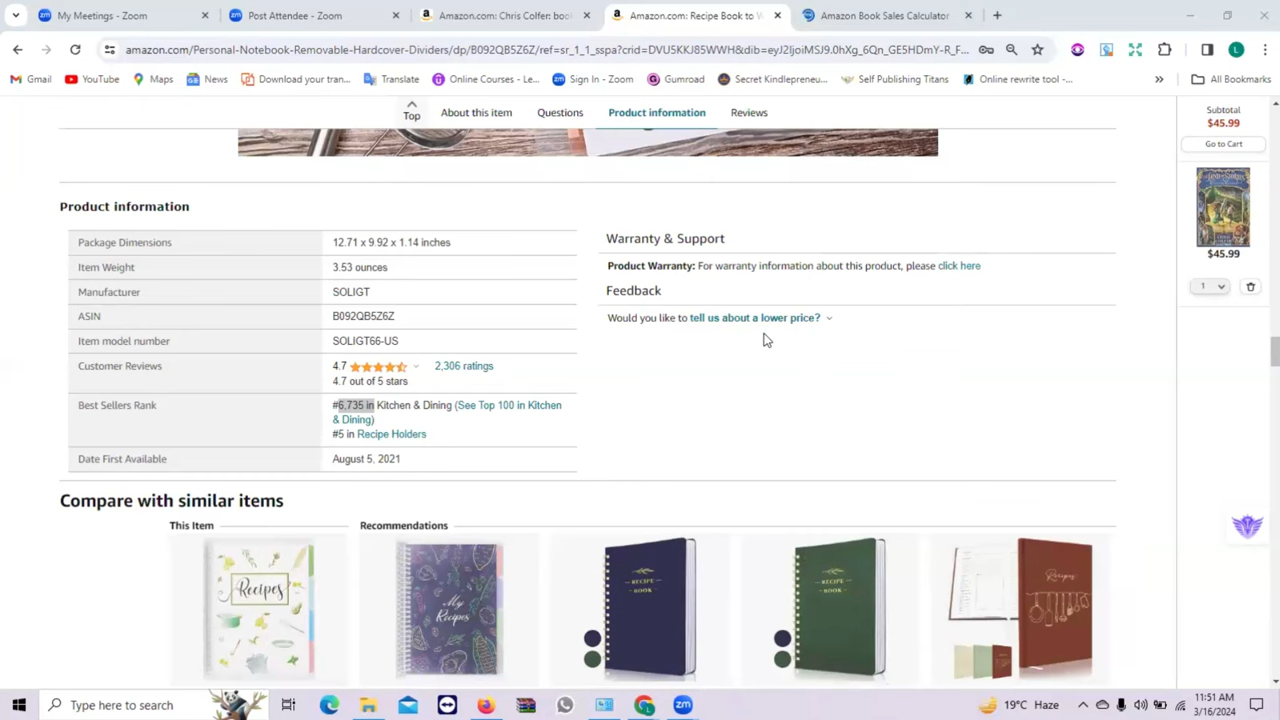 My Meetings - Zoom
Post Attendee - Zoom
Amazon.com: Chris Colfer: boo
Amazon.com: Recipe Book to W
Amazon Book Sales Calculator
amazon.com/Personal-Notebook-Removable-Hardcover-Dividers/dp/B092QB5Z6Z/ref=sr_1_1_sspa?crid=DVU5KKJ85WWH&dib=eyJ2IjoiMSJ9.0hXg_6Qn_GE5HDmY-R_F...
Gmail YouTube Maps News Download your tran... Translate Online Courses - Le... Sign In - Zoom Gumroad Secret Kindlepreneu... Self Publishing Titans Online rewrite tool -... » All Bookmarks
Top About this item Questions Product information Reviews
Subtotal
$45.99
Go to Cart
$45.99
1
Product information
Package Dimensions 12.71 x 9.92 x 1.14 inches
Item Weight 3.53 ounces
Manufacturer SOLIGT
ASIN B092QB5Z6Z
Item model number SOLIGT66-US
Customer Reviews 4.7 2,306 ratings
4.7 out of 5 stars
Best Sellers Rank #6,735 in Kitchen & Dining (See Top 100 in Kitchen
& Dining)
#5 in Recipe Holders
Date First Available August 5, 2021
Warranty & Support
Product Warranty: For warranty information about this product, please click here
Feedback
Would you like to tell us about a lower price?
Compare with similar items
This Item Recommendations
Recipes
My
Recipes
RECIPE
BOOK
RECIPE
BOOK
Recipes
Type here to search
19°C Haze
11:51 AM
3/16/2024